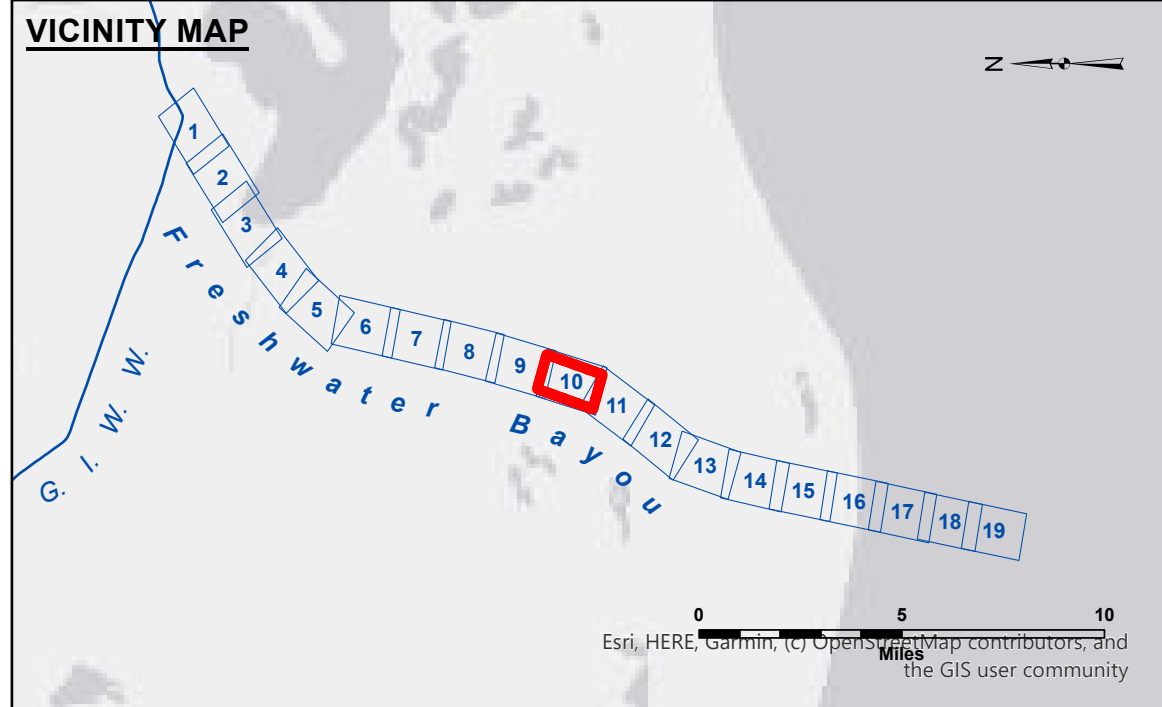 VICINITY MAP
N
1
2
3
4
5
6
7
8
9
10
11
12
13
14
15
16
17
18
19
Freshwater Bayou
G. I. W. W.
0 5 10
Miles
Esri, HERE, Garmin, (c) OpenStreetMap contributors, and
the GIS user community